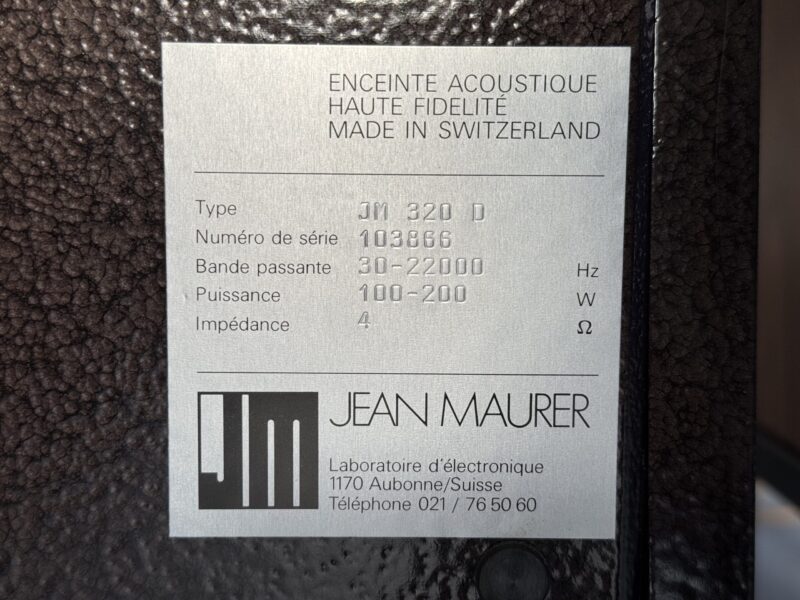 ENCEINTE ACOUSTIQUE
HAUTE FIDELITÉ
MADE IN SWITZERLAND
Type JM 320 D
Numéro de série 103866
Bande passante 30-22000 Hz
Puissance 100-200 W
Impédance 4 Ω
Jm JEAN MAURER
Laboratoire d'électronique
1170 Aubonne/Suisse
Téléphone 021 / 76 50 60